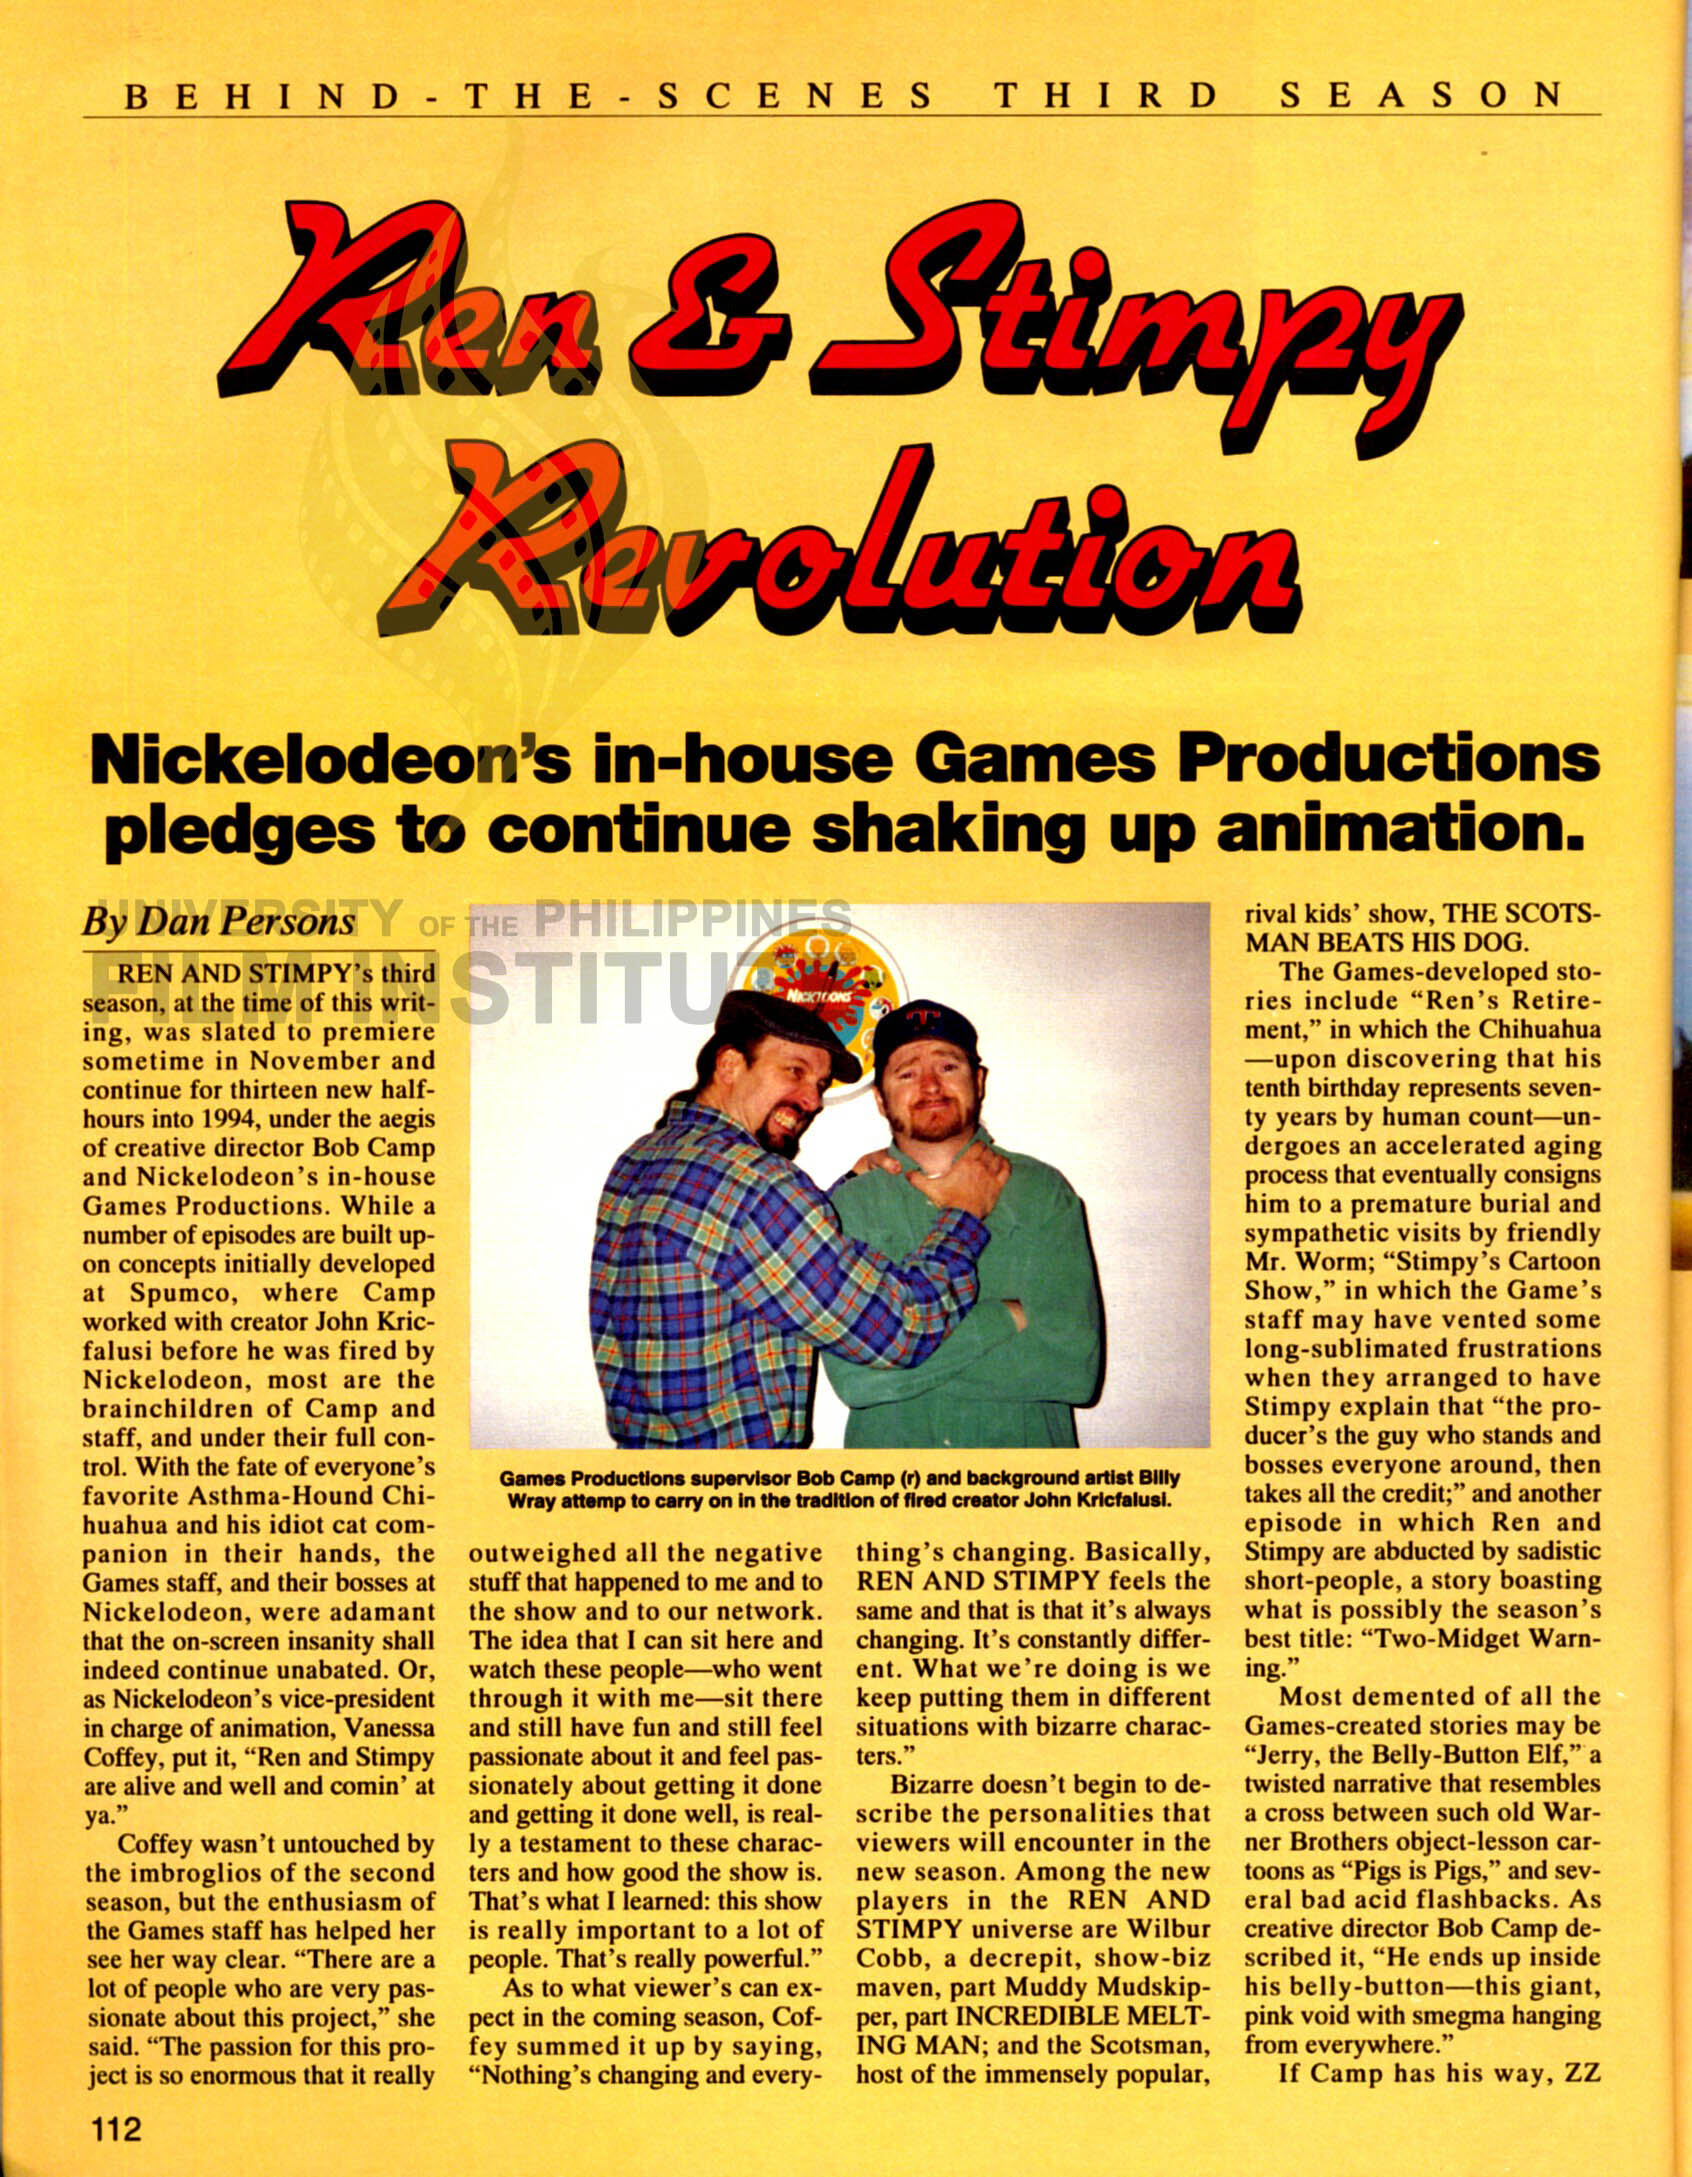 BEHIND-THE-SCENES THIRD SEASON
Ren & Stimpy
Revolution
Nickelodeon's in-house Games Productions
pledges to continue shaking up animation.
UNIVERSITY OF THE PHILIPPINES
FILM INSTITUTE
By Dan Persons
REN AND STIMPY's third
season, at the time of this writ-
ing, was slated to premiere
sometime in November and
continue for thirteen new half-
hours into 1994, under the aegis
of creative director Bob Camp
and Nickelodeon's in-house
Games Productions. While a
number of episodes are built up-
on concepts initially developed
at Spumco, where Camp
worked with creator John Kric-
falusi before he was fired by
Nickelodeon, most are the
brainchildren of Camp and
staff, and under their full con-
trol. With the fate of everyone's
favorite Asthma-Hound Chi-
huahua and his idiot cat com-
panion in their hands, the
Games staff, and their bosses at
Nickelodeon, were adamant
that the on-screen insanity shall
indeed continue unabated. Or,
as Nickelodeon's vice-president
in charge of animation, Vanessa
Coffey, put it, “Ren and Stimpy
are alive and well and comin' at
ya.”
Coffey wasn't untouched by
the imbroglios of the second
season, but the enthusiasm of
the Games staff has helped her
see her way clear. “There are a
lot of people who are very pas-
sionate about this project,” she
said. “The passion for this pro-
ject is so enormous that it really
NICKTOONS
Games Productions supervisor Bob Camp (r) and background artist Billy
Wray attemp to carry on in the tradition of fired creator John Kricfalusi.
outweighed all the negative
stuff that happened to me and to
the show and to our network.
The idea that I can sit here and
watch these people—who went
through it with me—sit there
and still have fun and still feel
passionate about it and feel pas-
sionately about getting it done
and getting it done well, is real-
ly a testament to these charac-
ters and how good the show is.
That's what I learned: this show
is really important to a lot of
people. That's really powerful.”
As to what viewer's can ex-
pect in the coming season, Cof-
fey summed it up by saying,
“Nothing's changing and every-
thing's changing. Basically,
REN AND STIMPY feels the
same and that is that it's always
changing. It's constantly differ-
ent. What we're doing is we
keep putting them in different
situations with bizarre charac-
ters.”
Bizarre doesn't begin to de-
scribe the personalities that
viewers will encounter in the
new season. Among the new
players in the REN AND
STIMPY universe are Wilbur
Cobb, a decrepit, show-biz
maven, part Muddy Mudskip-
per, part INCREDIBLE MELT-
ING MAN; and the Scotsman,
host of the immensely popular,
rival kids' show, THE SCOTS-
MAN BEATS HIS DOG.
The Games-developed sto-
ries include “Ren's Retire-
ment,” in which the Chihuahua
—upon discovering that his
tenth birthday represents seven-
ty years by human count—un-
dergoes an accelerated aging
process that eventually consigns
him to a premature burial and
sympathetic visits by friendly
Mr. Worm; “Stimpy's Cartoon
Show,” in which the Game's
staff may have vented some
long-sublimated frustrations
when they arranged to have
Stimpy explain that “the pro-
ducer's the guy who stands and
bosses everyone around, then
takes all the credit;” and another
episode in which Ren and
Stimpy are abducted by sadistic
short-people, a story boasting
what is possibly the season's
best title: “Two-Midget Warn-
ing.”
Most demented of all the
Games-created stories may be
“Jerry, the Belly-Button Elf,” a
twisted narrative that resembles
a cross between such old War-
ner Brothers object-lesson car-
toons as “Pigs is Pigs,” and sev-
eral bad acid flashbacks. As
creative director Bob Camp de-
scribed it, “He ends up inside
his belly-button—this giant,
pink void with smegma hanging
from everywhere.”
If Camp has his way, ZZ
112